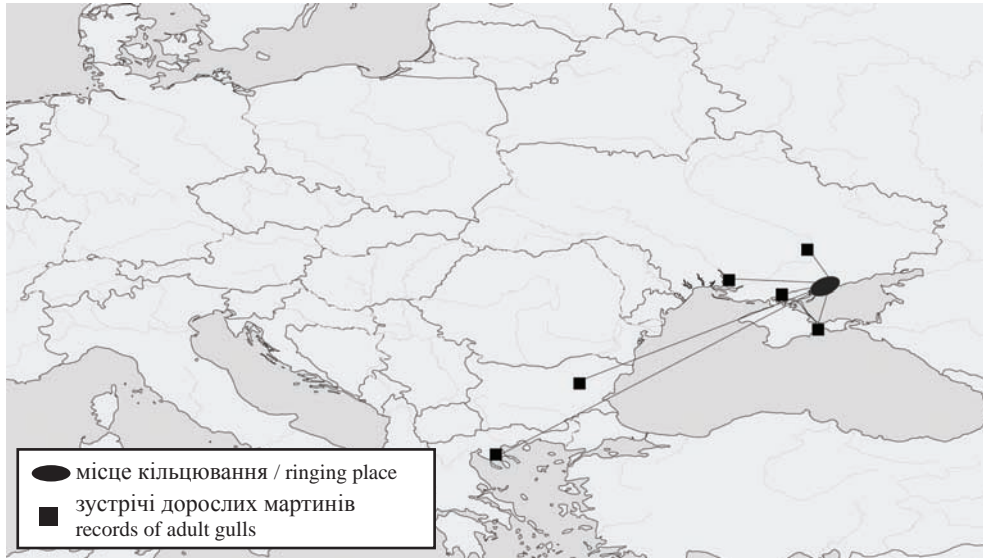 місце кільцювання / ringing place
зустрічі дорослих мартинів
records of adult gulls